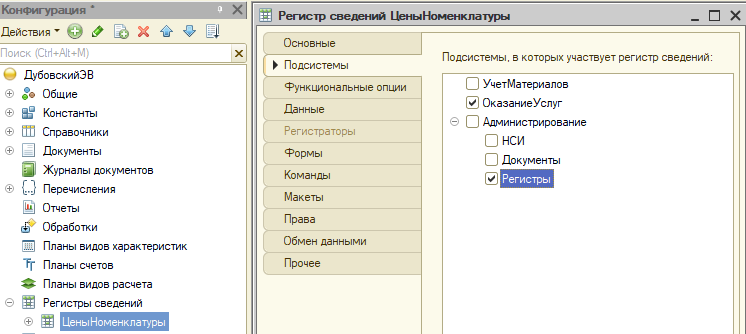 Конфигурация *
Действия
Поиск (Ctrl+Alt+M)
ДубовскийЭВ
Общие
Константы
Справочники
Документы
Журналы документов
Перечисления
Отчеты
Обработки
Планы видов характеристик
Планы счетов
Планы видов расчета
Регистры сведений
ЦеныНоменклатуры
Регистр сведений ЦеныНоменклатуры
Основные
Подсистемы
Функциональные опции
Данные
Регистраторы
Формы
Команды
Макеты
Права
Обмен данными
Прочее
Подсистемы, в которых участвует регистр сведений:
УчетМатериалов
ОказаниеУслуг
Администрирование
НСИ
Документы
Регистры